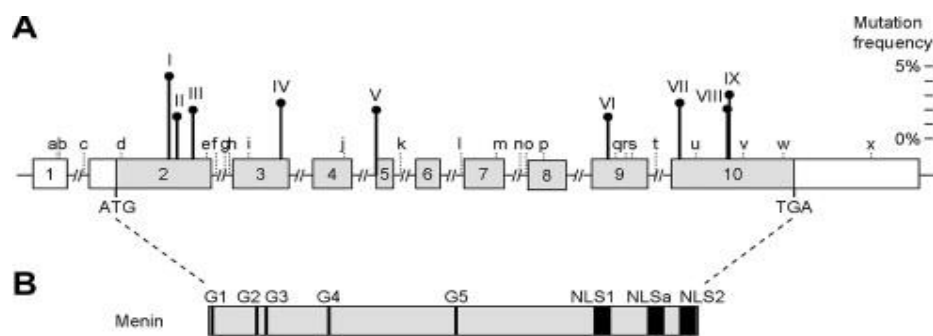 A
Mutation
frequency
5%
0%
I
II
III
IV
V
VI
VII
VIII
IX
ab
c
d
e
f
g
h
i
j
k
l
m
n
o
p
q
r
s
t
u
v
w
x
1 // 2 // 3 // 4 // 5 // 6 // 7 // 8 // 9 // 10
ATG TGA
B
G1 G2 G3 G4 G5 NLS1 NLSa NLS2
Menin